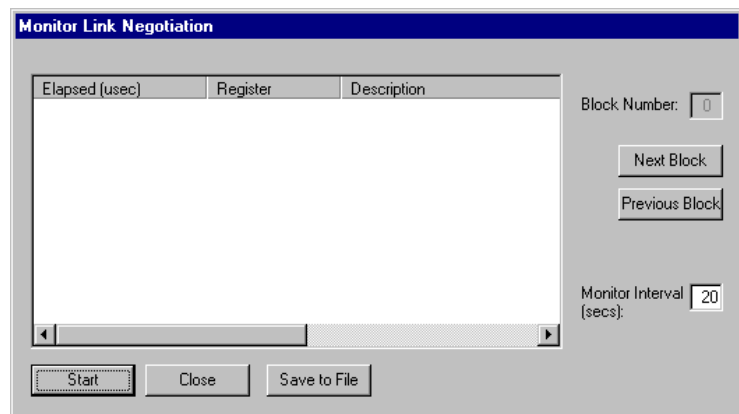 Monitor Link Negotiation
Elapsed (usec) Register Description
Block Number: 0
Next Block
Previous Block
Monitor Interval 20
(secs):
Start Close Save to File